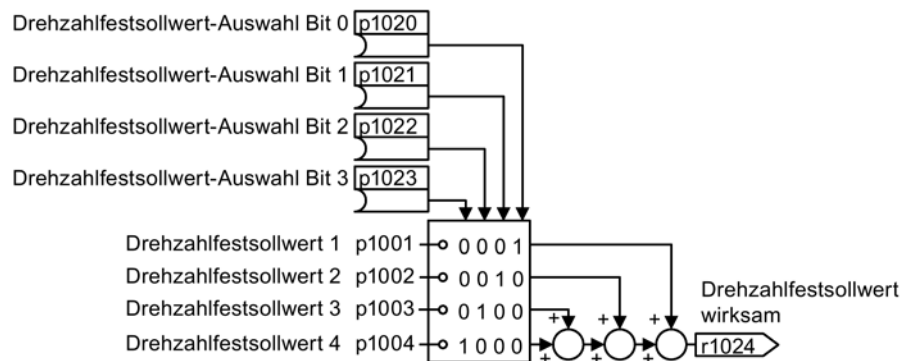 Drehzahlfestsollwert-Auswahl Bit 0 p1020
Drehzahlfestsollwert-Auswahl Bit 1 p1021
Drehzahlfestsollwert-Auswahl Bit 2 p1022
Drehzahlfestsollwert-Auswahl Bit 3 p1023
Drehzahlfestsollwert 1 p1001 0 0 0 1
Drehzahlfestsollwert 2 p1002 0 0 1 0
Drehzahlfestsollwert 3 p1003 0 1 0 0
Drehzahlfestsollwert 4 p1004 1 0 0 0
+ + +
+ + +
Drehzahlfestsollwert
wirksam
r1024